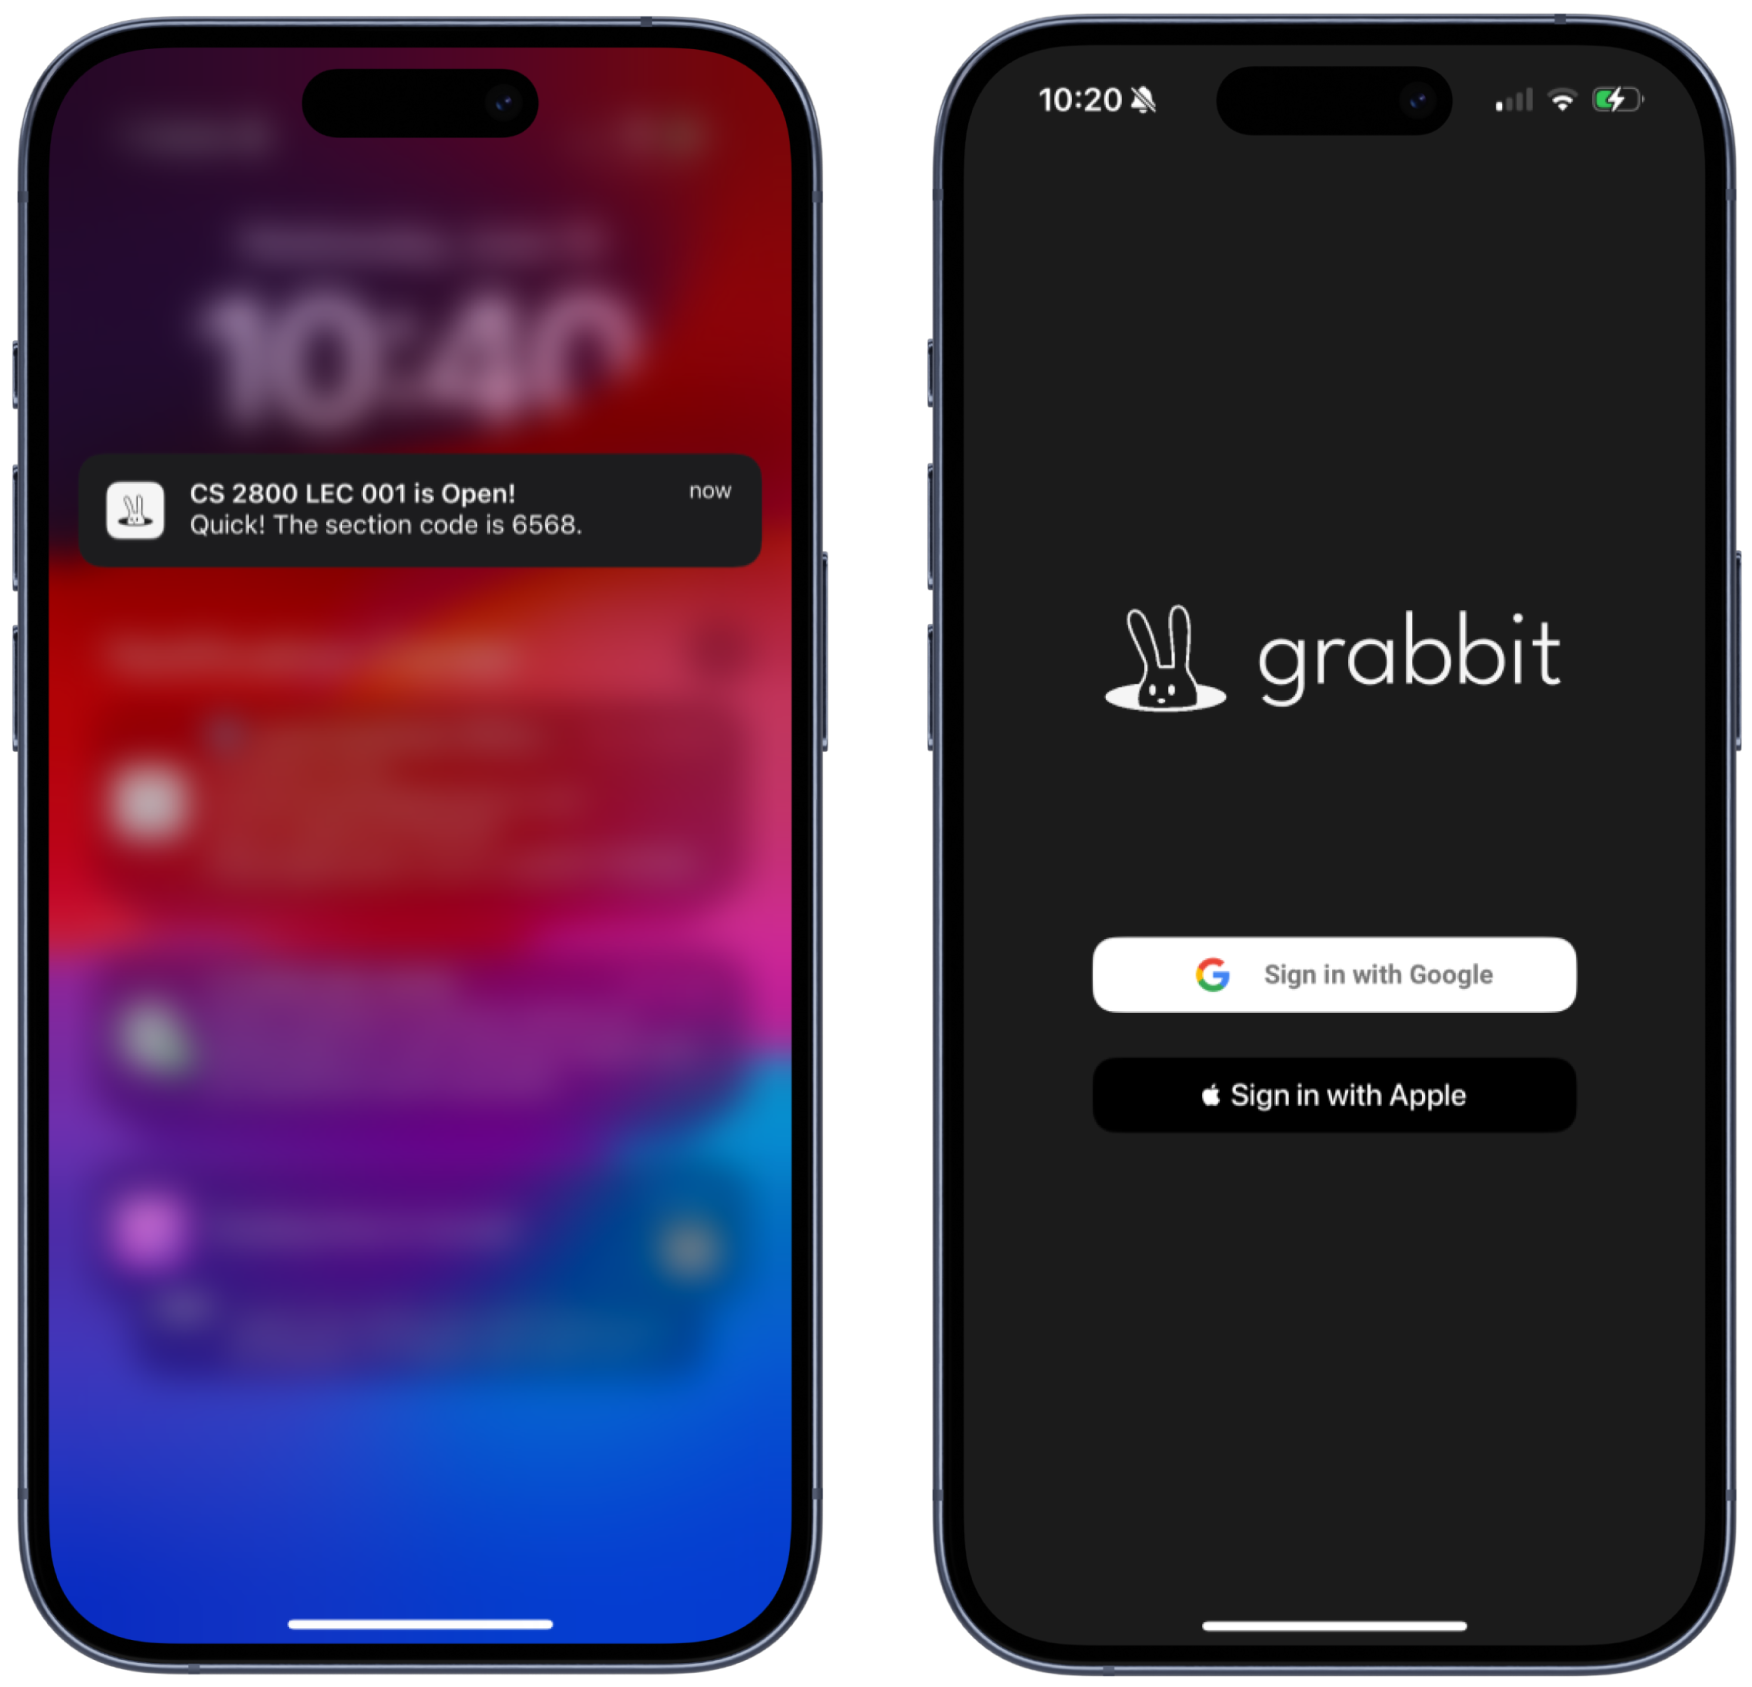 10:40
CS 2800 LEC 001 is Open!
now
Quick! The section code is 6568.
10:20
grabbit
Sign in with Google
Sign in with Apple